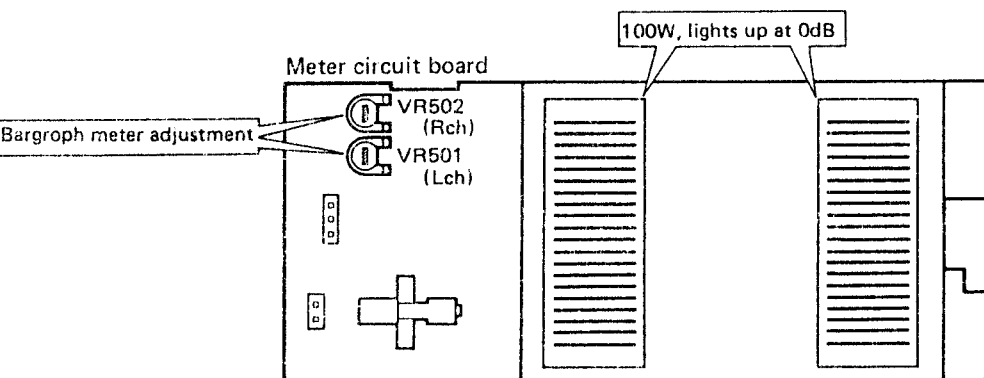 100W, lights up at 0dB
Meter circuit board
VR502
(Rch)
Bargroph meter adjustment
VR501
(Lch)